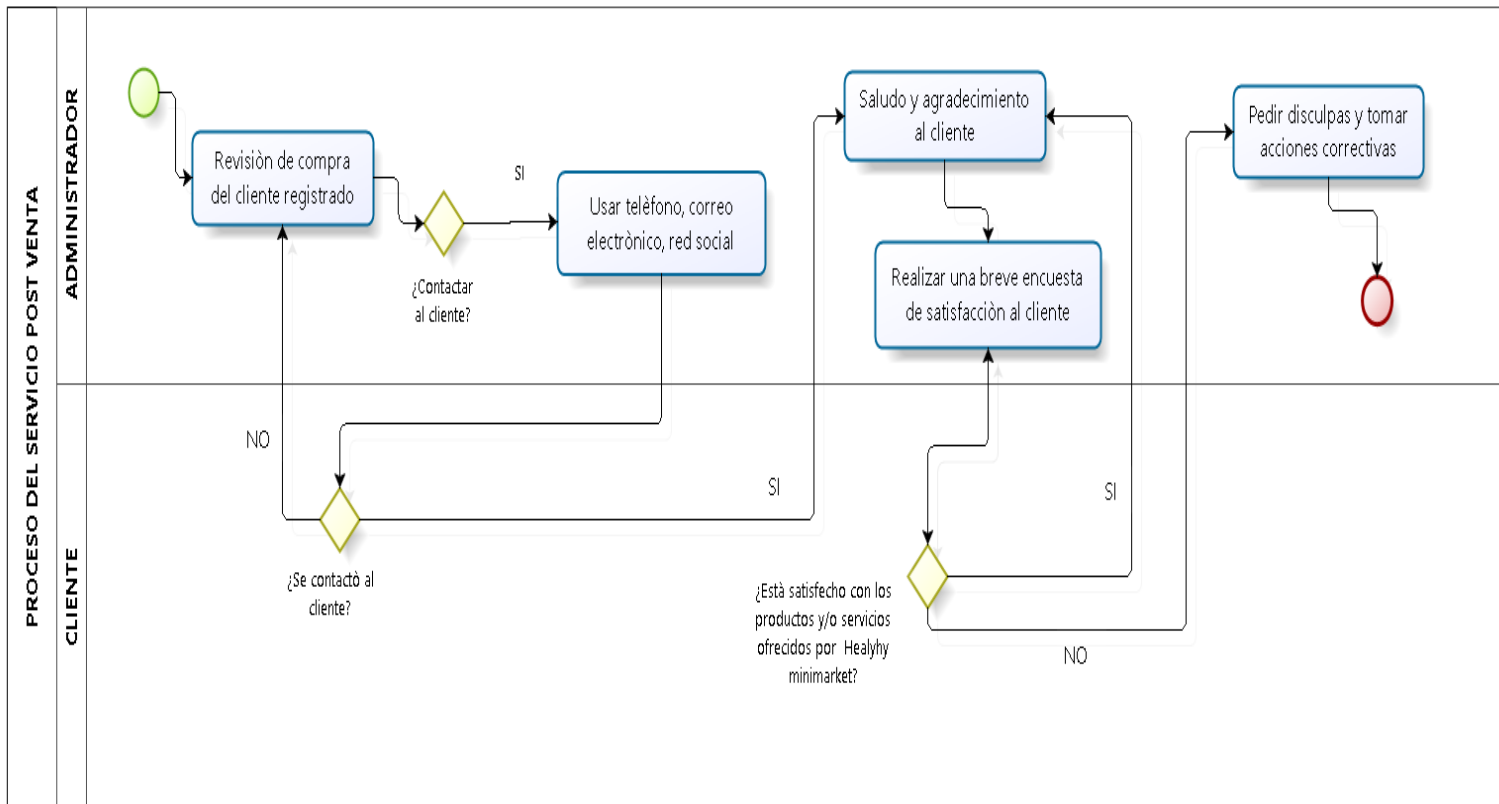 PROCESO DEL SERVICIO POST VENTA
ADMINISTRADOR
Revisiòn de compra
del cliente registrado
¿Contactar
al cliente?
SI
Usar telèfono, correo
electrònico, red social
Saludo y agradecimiento
al cliente
Realizar una breve encuesta
de satisfacciòn al cliente
Pedir disculpas y tomar
acciones correctivas
CLIENTE
NO
¿Se contactò al
cliente?
SI
¿Està satisfecho con los
productos y/o servicios
ofrecidos por Healyhy
minimarket?
SI
NO